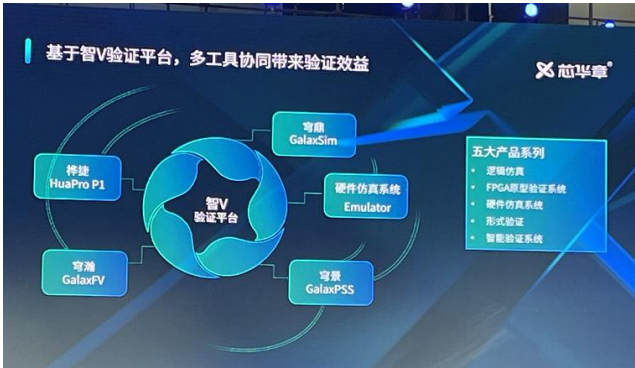 基于智V验证平台，多工具协同带来验证效益
芯华章®
穹鼎
GalaxSim
桦捷
HuaPro P1
智V
验证平台
硬件仿真系统
Emulator
穹瀚
GalaxFV
穹景
GalaxPSS
五大产品系列
• 逻辑仿真
• FPGA原型验证系统
• 硬件仿真系统
• 形式验证
• 智能验证系统